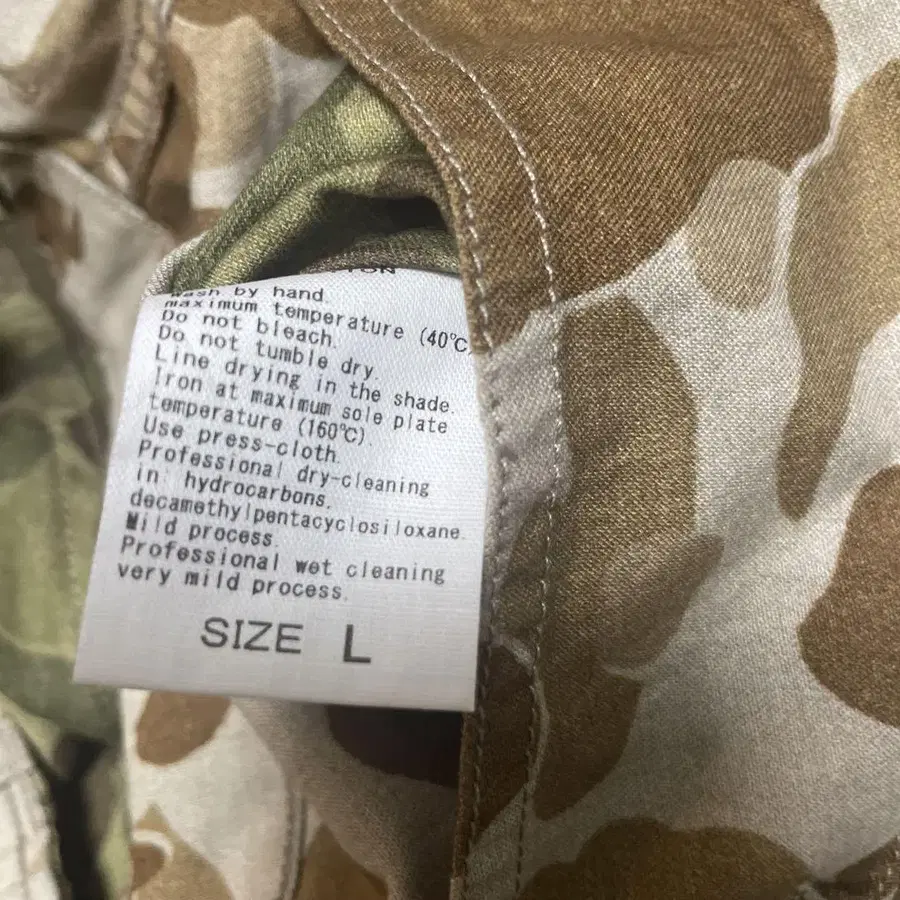 Wash by hand.
maximum temperature (40℃
Do not bleach.
Do not tumble dry.
Line drying in the shade.
Iron at maximum sole plate
temperature (160℃).
Use press-cloth.
Professional dry-cleaning
in hydrocarbons,
decamethylpentacyclosiloxane.
Mild process.
Professional wet cleaning
very mild process.
SIZE L